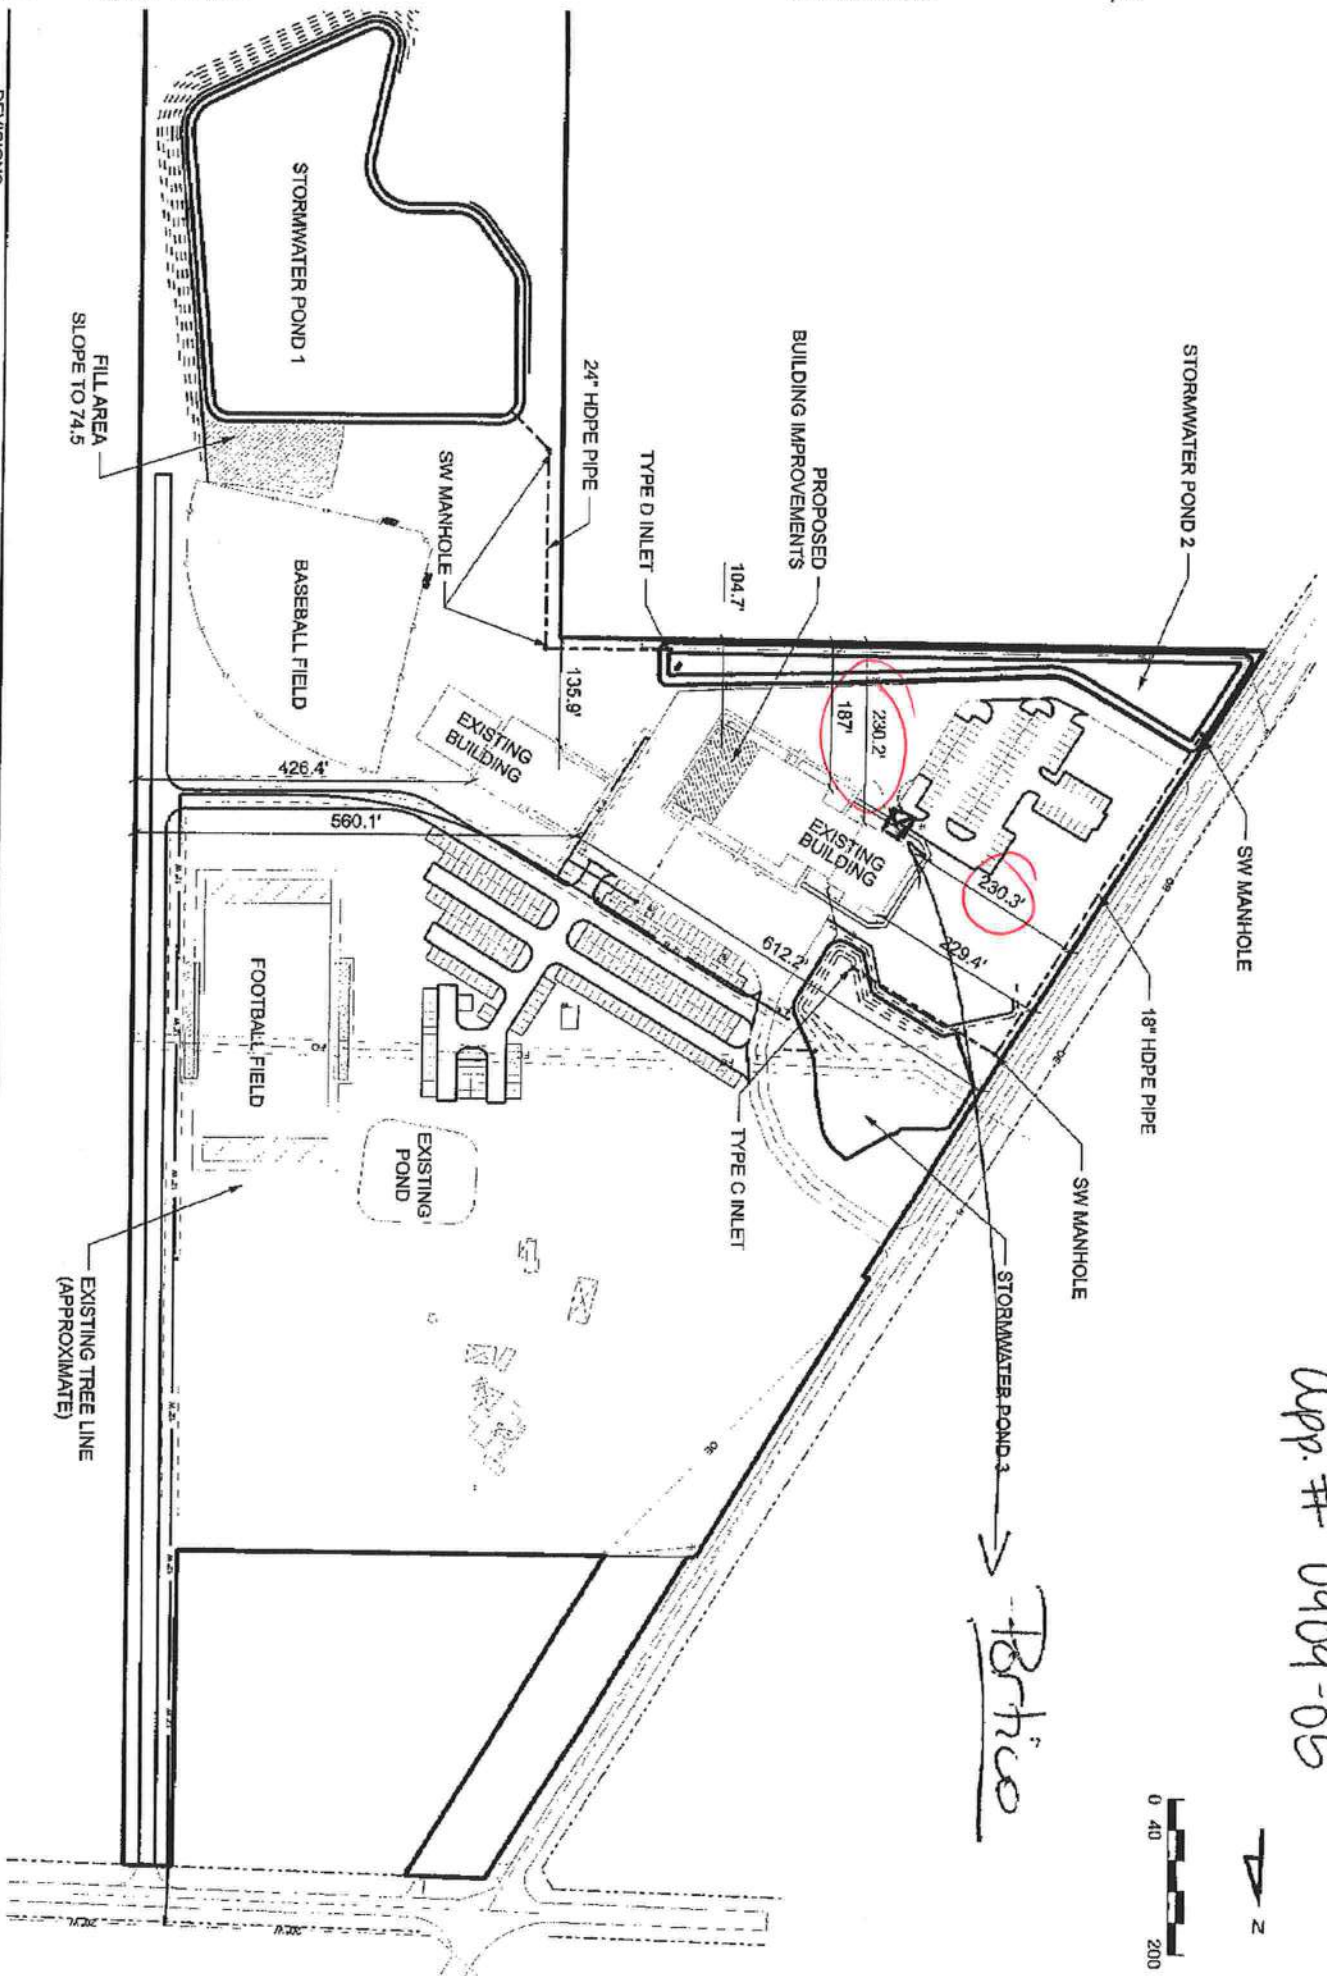 App. # 0909-05
N
0 40 200
STORMWATER POND 2
SW MANHOLE
18" HDPE PIPE
SW MANHOLE
STORMWATER POND 3
Portico
PROPOSED
BUILDING IMPROVEMENTS
TYPE D INLET
104.7'
187'
230.2'
230.3'
229.4'
EXISTING
BUILDING
612.2'
TYPE C INLET
24" HDPE PIPE
SW MANHOLE
135.9'
EXISTING
BUILDING
STORMWATER POND 1
FILL AREA
SLOPE TO 74.5
BASEBALL FIELD
426.4'
560.1'
FOOTBALL FIELD
EXISTING
POND
EXISTING TREE LINE
(APPROXIMATE)
REVISIONS